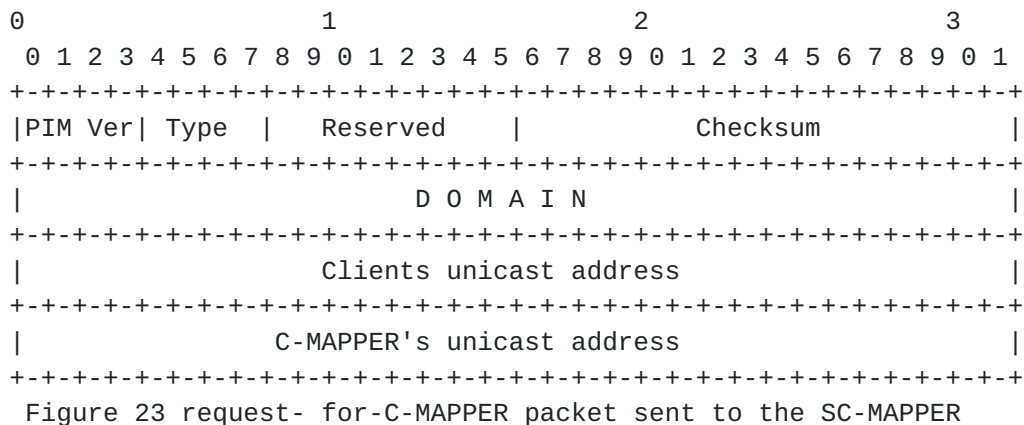 0                   1                   2                   3
 0 1 2 3 4 5 6 7 8 9 0 1 2 3 4 5 6 7 8 9 0 1 2 3 4 5 6 7 8 9 0 1
+-+-+-+-+-+-+-+-+-+-+-+-+-+-+-+-+-+-+-+-+-+-+-+-+-+-+-+-+-+-+-+-+
|PIM Ver| Type  |   Reserved    |           Checksum            |
+-+-+-+-+-+-+-+-+-+-+-+-+-+-+-+-+-+-+-+-+-+-+-+-+-+-+-+-+-+-+-+-+
|                         D O M A I N                           |
+-+-+-+-+-+-+-+-+-+-+-+-+-+-+-+-+-+-+-+-+-+-+-+-+-+-+-+-+-+-+-+-+
|                   Clients unicast address                     |
+-+-+-+-+-+-+-+-+-+-+-+-+-+-+-+-+-+-+-+-+-+-+-+-+-+-+-+-+-+-+-+-+
|                C-MAPPER's unicast address                     |
+-+-+-+-+-+-+-+-+-+-+-+-+-+-+-+-+-+-+-+-+-+-+-+-+-+-+-+-+-+-+-+-+
 Figure 23 request- for-C-MAPPER packet sent to the SC-MAPPER